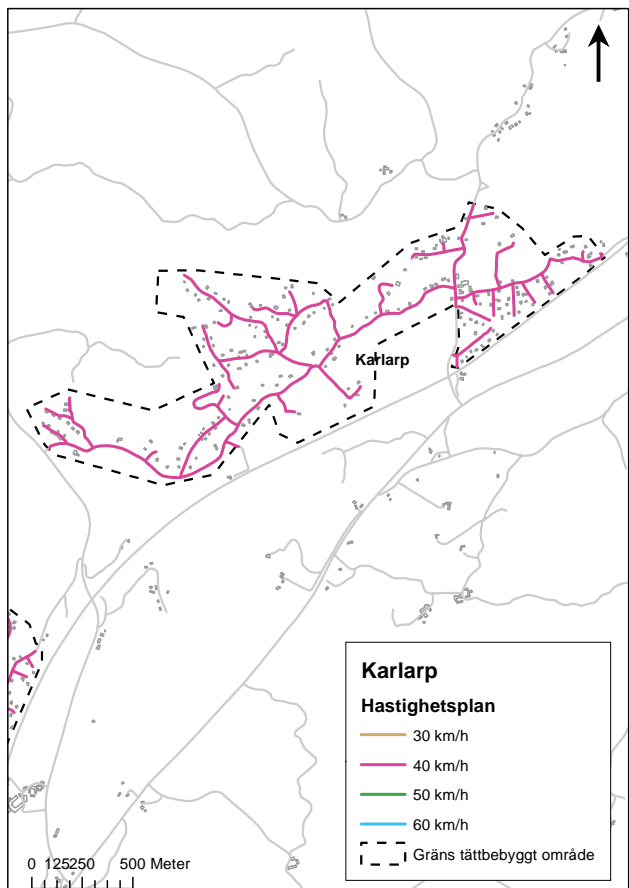 Karlarp
Karlarp
Hastighetsplan
30 km/h
40 km/h
50 km/h
60 km/h
Gräns tättbebyggt område
0 125250 500 Meter